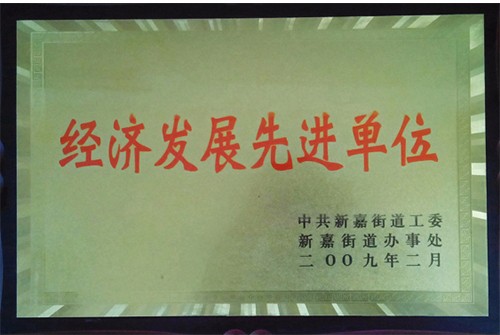 经济发展先进单位
中共新嘉街道工委
新嘉街道办事处
二00九年二月